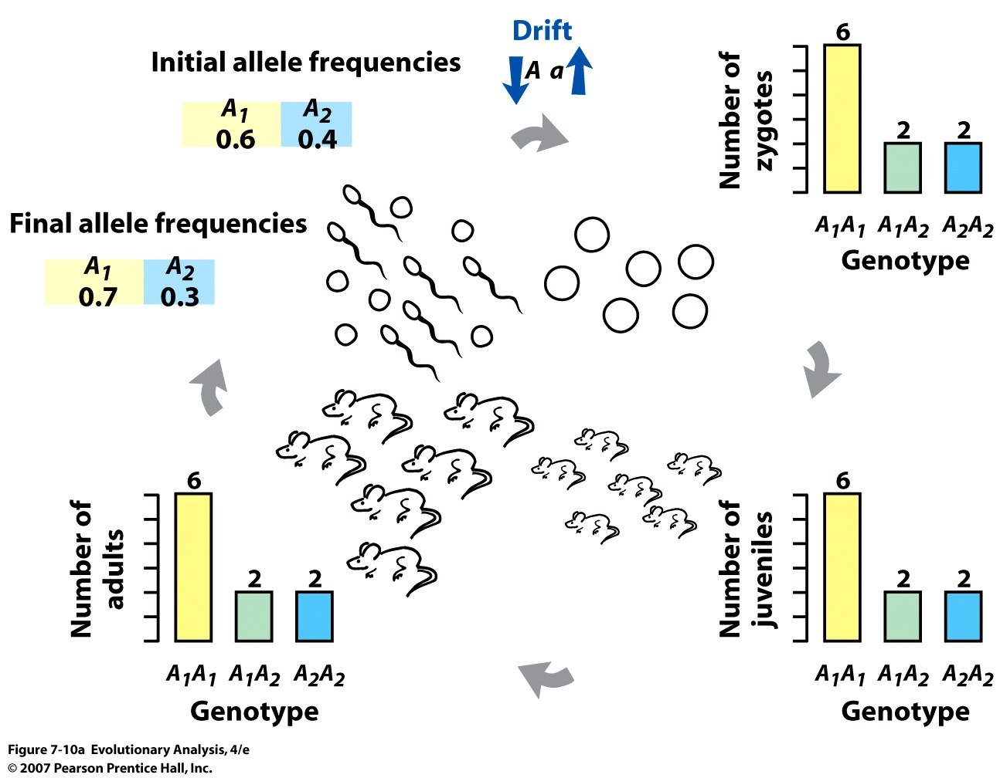 Drift
A a
Initial allele frequencies
A1 A2
0.6 0.4
Final allele frequencies
A1 A2
0.7 0.3
Number of
zygotes
6
2
2
A1A1 A1A2 A2A2
Genotype
Number of
juveniles
6
2
2
A1A1 A1A2 A2A2
Genotype
Number of
adults
6
2
2
A1A1 A1A2 A2A2
Genotype
Figure 7-10a Evolutionary Analysis, 4/e
© 2007 Pearson Prentice Hall, Inc.